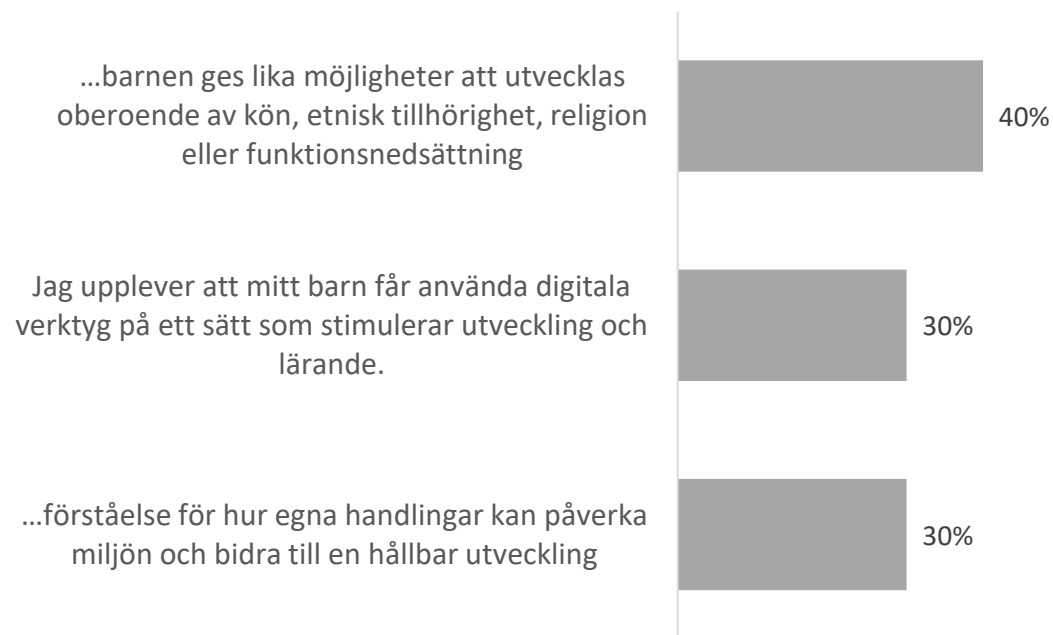 …barnen ges lika möjligheter att utvecklas
oberoende av kön, etnisk tillhörighet, religion
eller funktionsnedsättning
40%
Jag upplever att mitt barn får använda digitala
verktyg på ett sätt som stimulerar utveckling och
lärande.
30%
…förståelse för hur egna handlingar kan påverka
miljön och bidra till en hållbar utveckling
30%